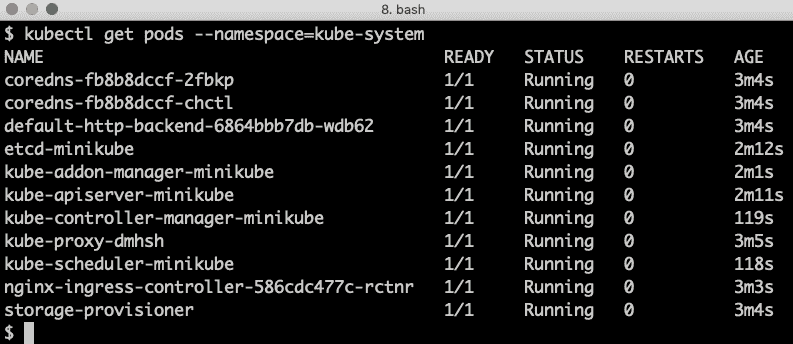 8. bash
$ kubectl get pods --namespace=kube-system
NAME READY STATUS RESTARTS AGE
coredns-fb8b8dccf-2fbkp 1/1 Running 0 3m4s
coredns-fb8b8dccf-chctl 1/1 Running 0 3m4s
default-http-backend-6864bbb7db-wdb62 1/1 Running 0 3m4s
etcd-minikube 1/1 Running 0 2m12s
kube-addon-manager-minikube 1/1 Running 0 2m1s
kube-apiserver-minikube 1/1 Running 0 2m11s
kube-controller-manager-minikube 1/1 Running 0 119s
kube-proxy-dmhsh 1/1 Running 0 3m5s
kube-scheduler-minikube 1/1 Running 0 118s
nginx-ingress-controller-586cdc477c-rctnr 1/1 Running 0 3m3s
storage-provisioner 1/1 Running 0 3m4s
$